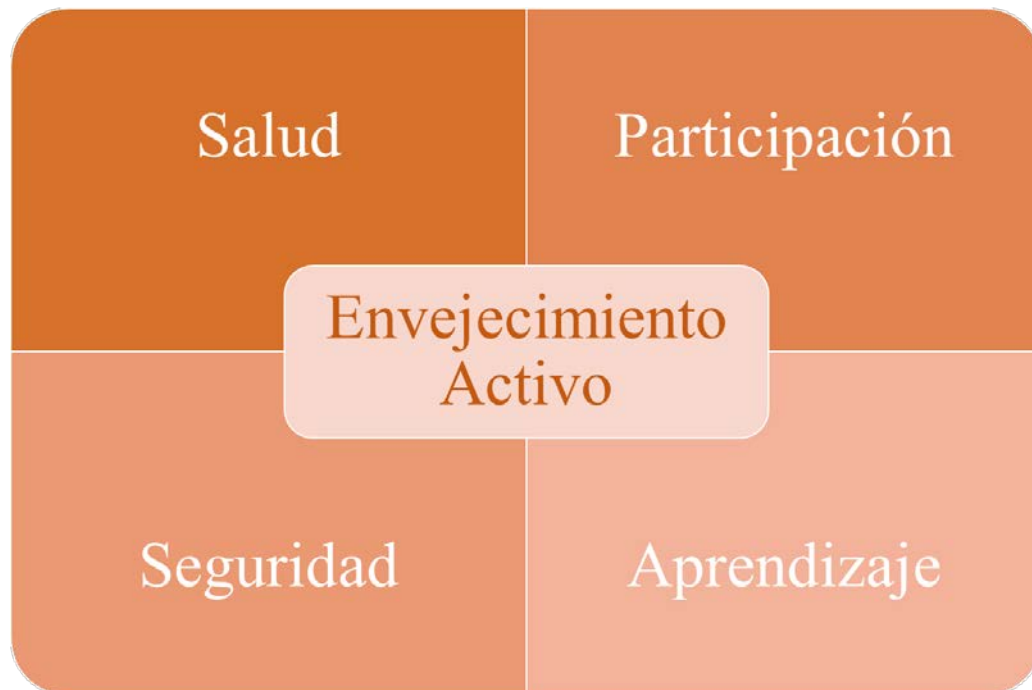 Salud
Participación
Envejecimiento
Activo
Seguridad
Aprendizaje